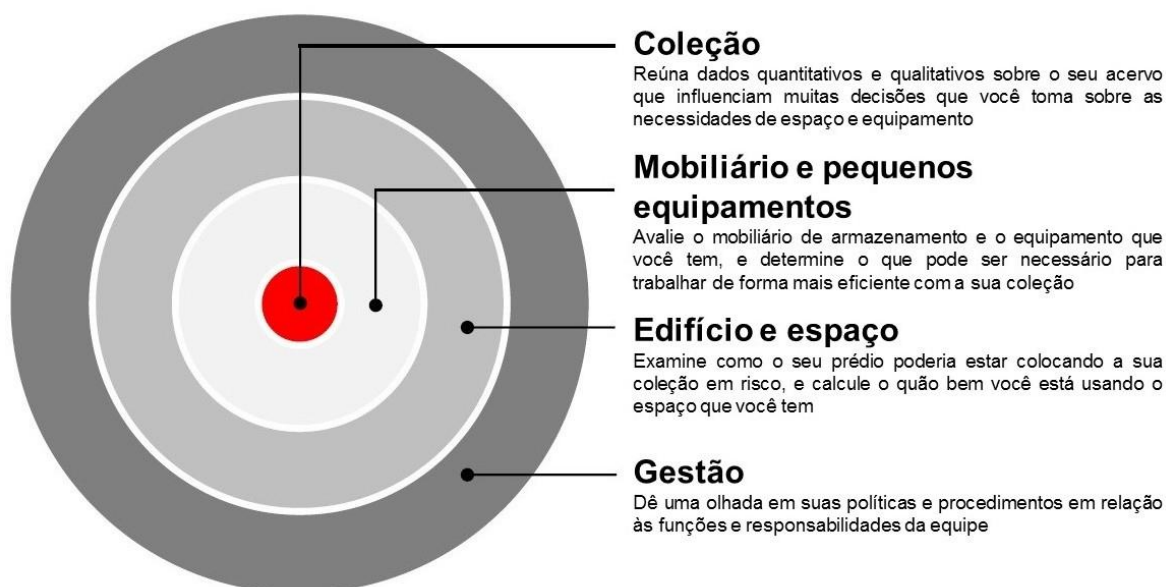 Coleção
Reúna dados quantitativos e qualitativos sobre o seu acervo
que influenciam muitas decisões que você toma sobre as
necessidades de espaço e equipamento
Mobiliário e pequenos
equipamentos
Avalie o mobiliário de armazenamento e o equipamento que
você tem, e determine o que pode ser necessário para
trabalhar de forma mais eficiente com a sua coleção
Edifício e espaço
Examine como o seu prédio poderia estar colocando a sua
coleção em risco, e calcule o quão bem você está usando o
espaço que você tem
Gestão
Dê uma olhada em suas políticas e procedimentos em relação
às funções e responsabilidades da equipe